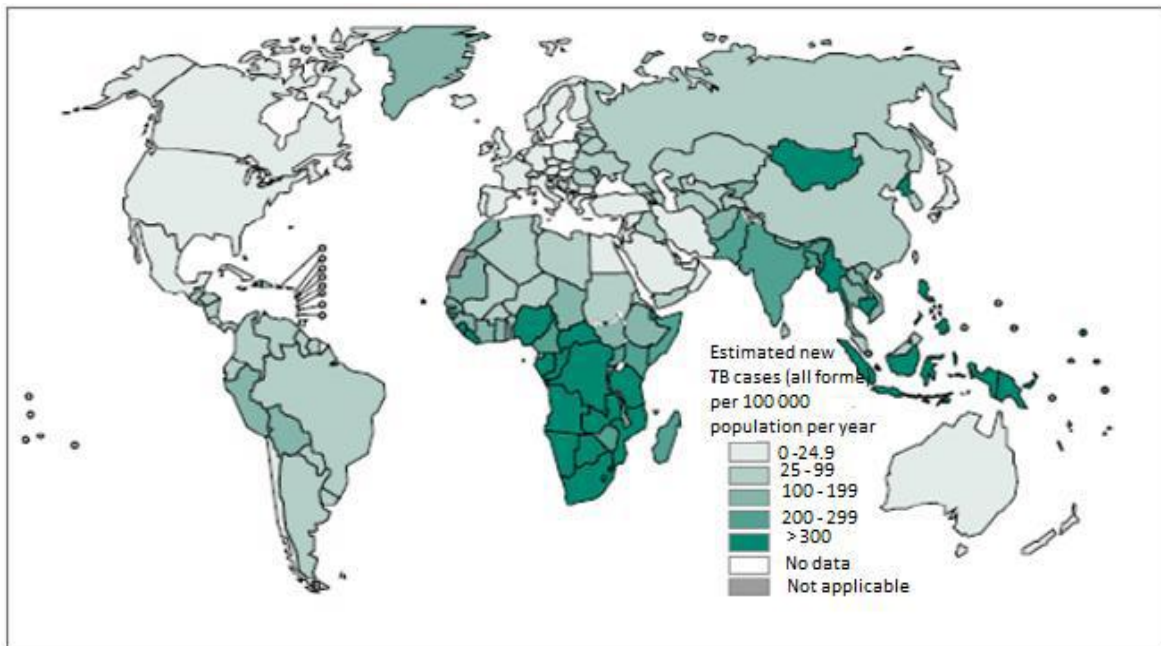 Estimated new
TB cases (all forme)
per 100 000
population per year
0 -24.9
25 - 99
100 - 199
200 - 299
>300
No data
Not applicable